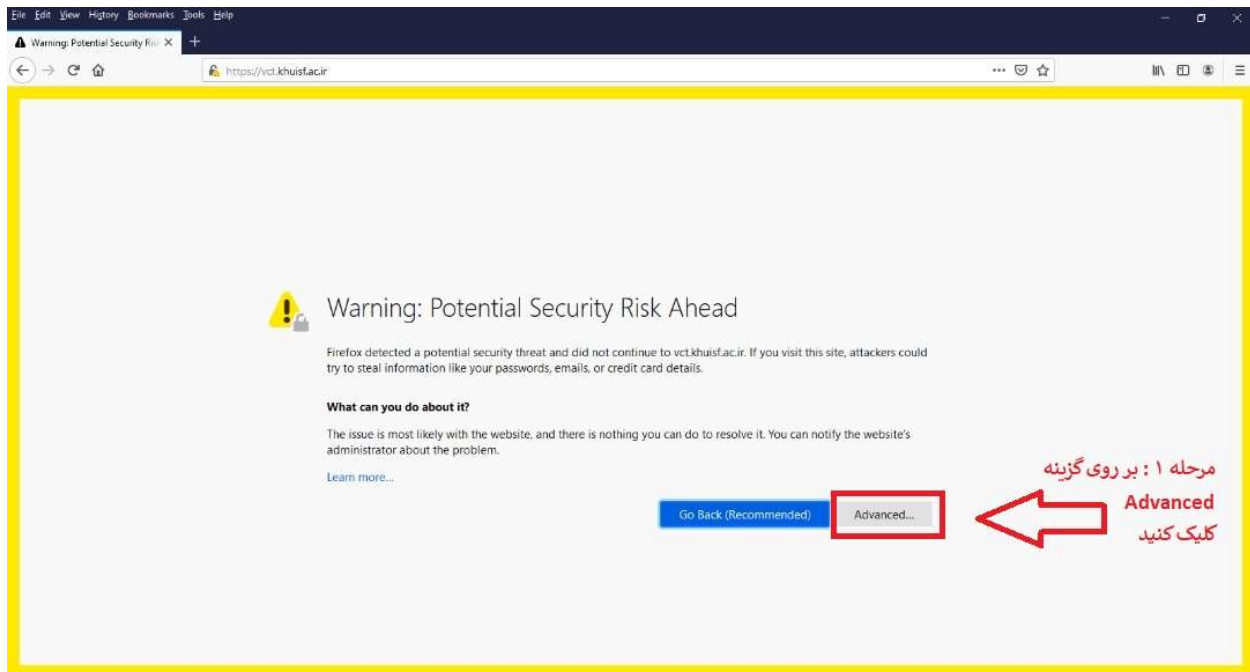 File Edit View History Bookmarks Tools Help
Warning: Potential Security Ris
https://vct.khuisf.ac.ir
Warning: Potential Security Risk Ahead
Firefox detected a potential security threat and did not continue to vct.khuisf.ac.ir. If you visit this site, attackers could
try to steal information like your passwords, emails, or credit card details.
What can you do about it?
The issue is most likely with the website, and there is nothing you can do to resolve it. You can notify the website's
administrator about the problem.
Learn more...
Go Back (Recommended)
Advanced...
مرحله ۱ : بر روی گزینه
Advanced
کلیک کنید